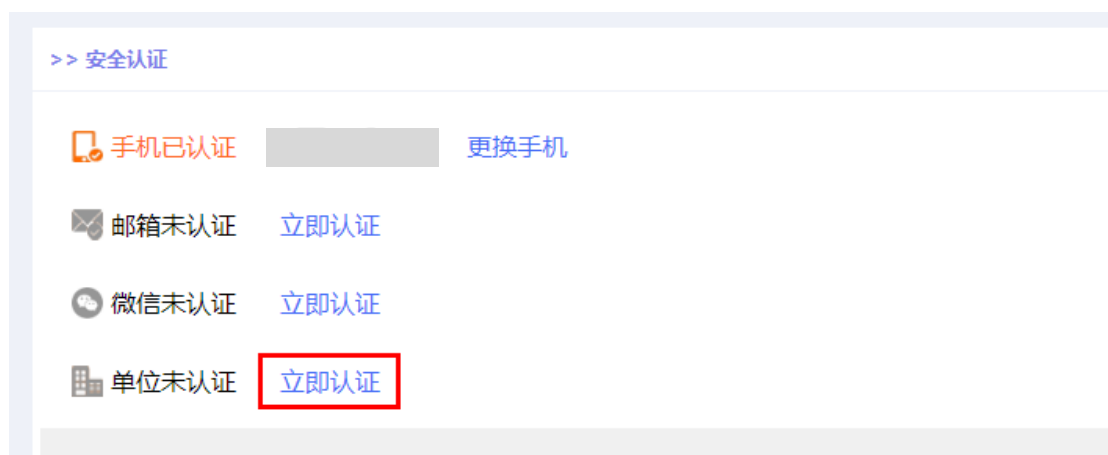 >> 安全认证
手机已认证 更换手机
邮箱未认证 立即认证
微信未认证 立即认证
单位未认证 立即认证